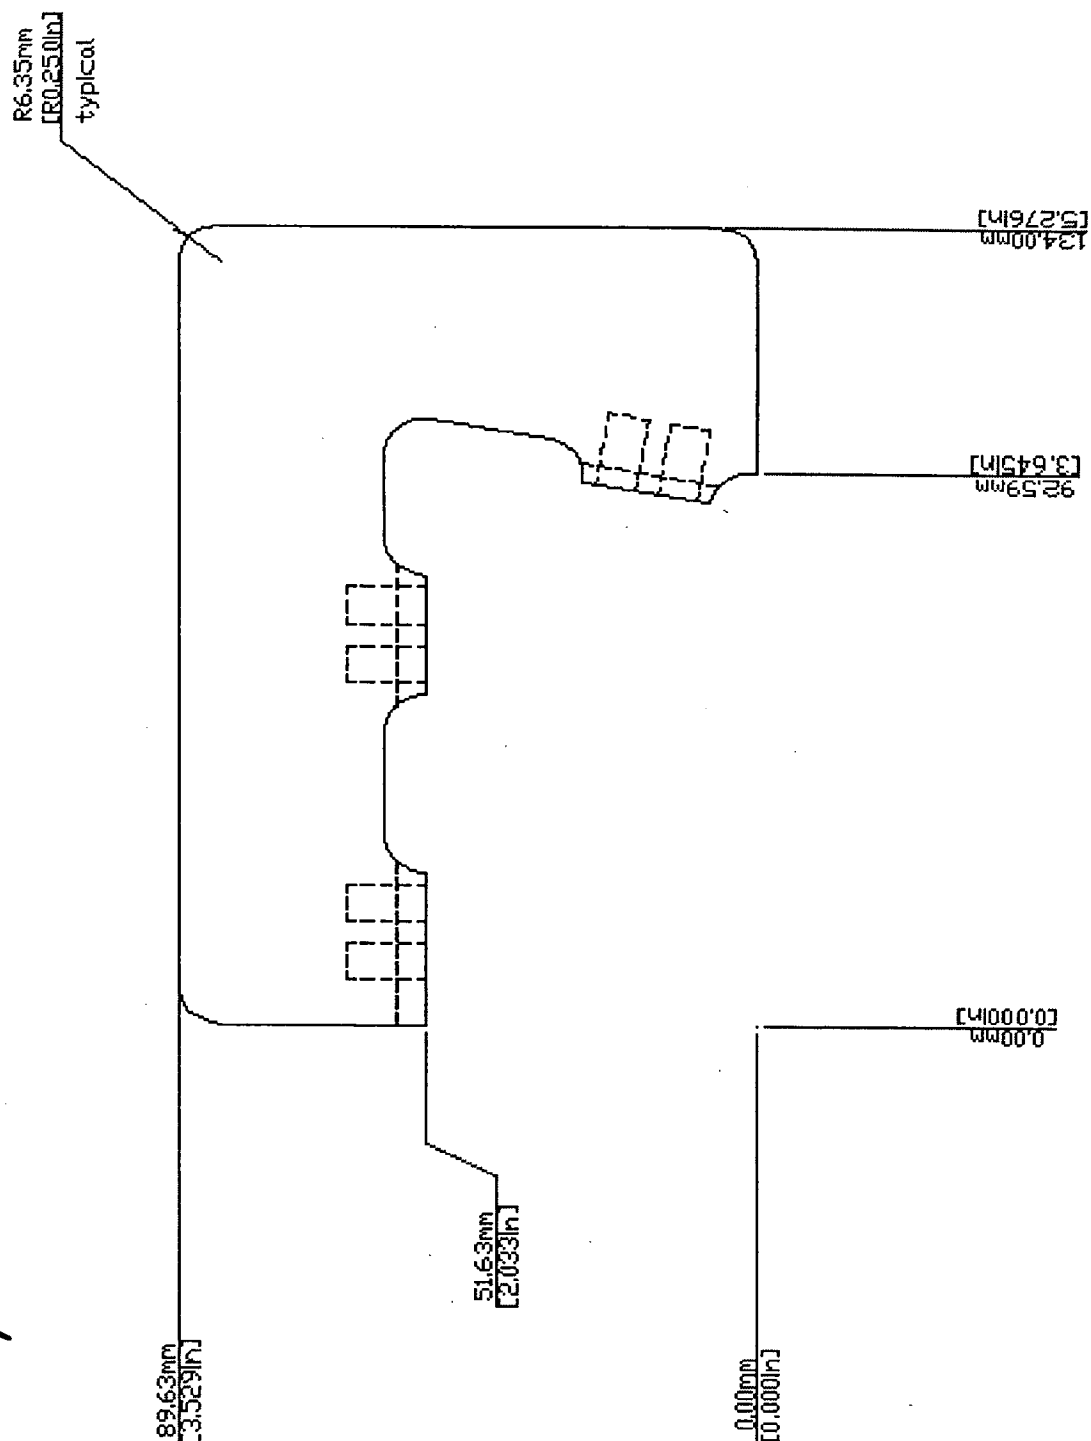 R6.35mm
[R0.250in]
typical
134.00mm
[5.276in]
92.59mm
[3.645in]
0.00mm
[0.000in]
51.63mm
[2.033in]
89.63mm
[3.529in]
0.00mm
[0.000in]